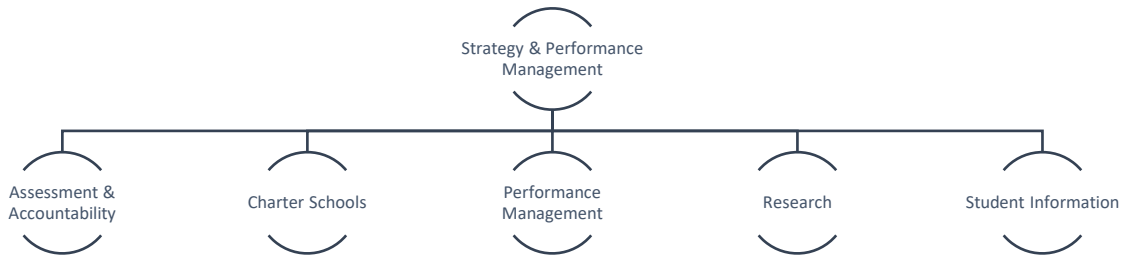 Strategy & Performance
Management
Assessment &
Accountability
Charter Schools
Performance
Management
Research
Student Information